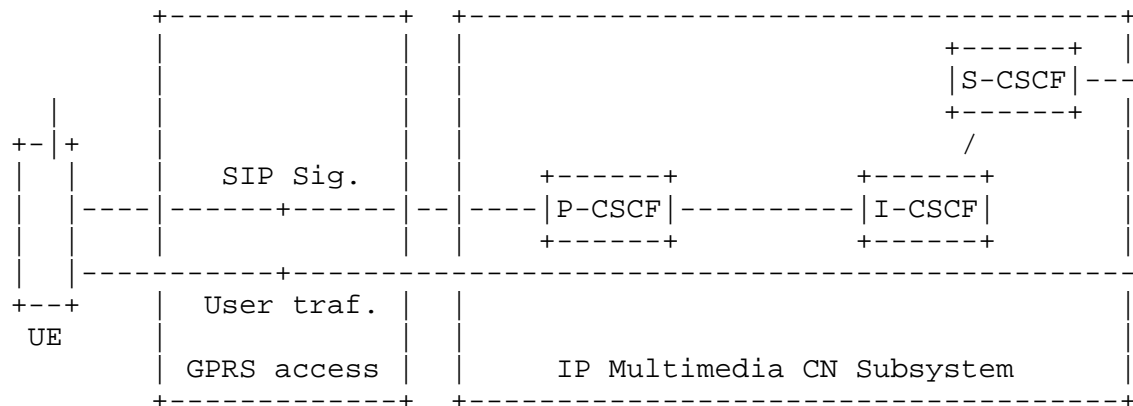 S-CSCF
SIP Sig.
P-CSCF I-CSCF
User traf.
UE
GPRS access IP Multimedia CN Subsystem